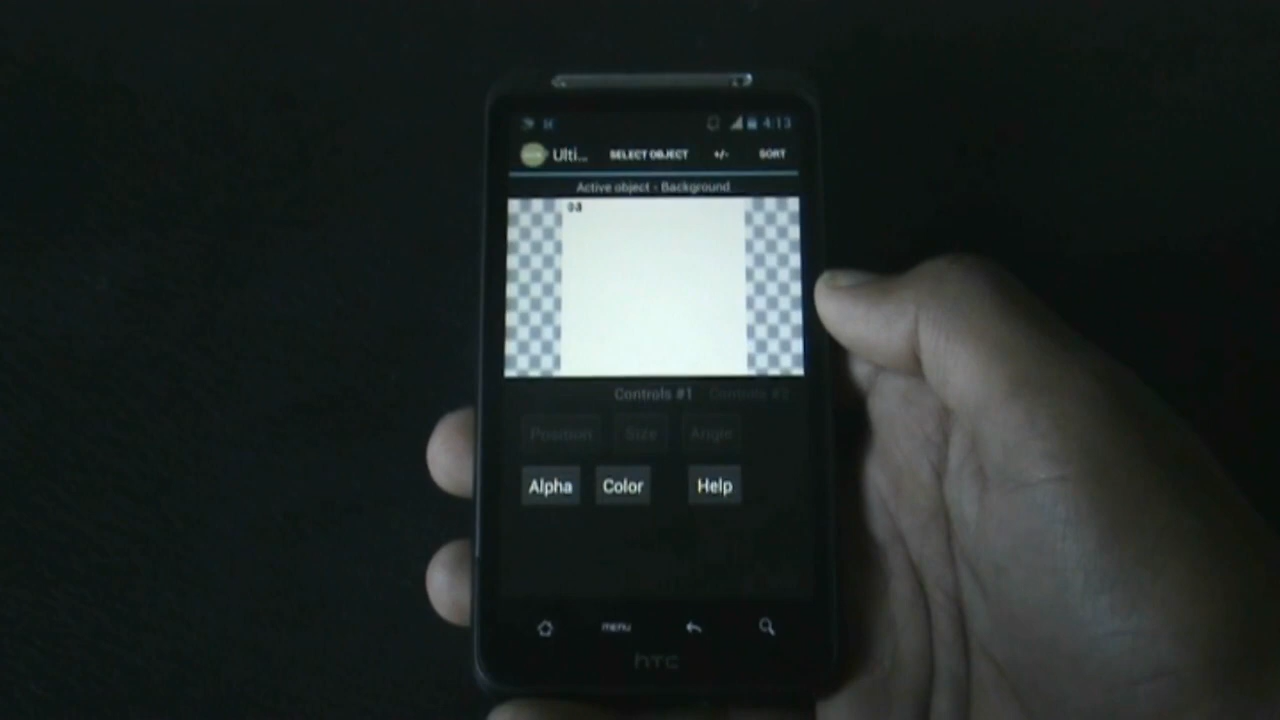 4:13
Ulti... SELECT OBJECT +/- SORT
Active object - Background
Controls #1
Position Size Angle
Alpha Color Help
menu
hTC